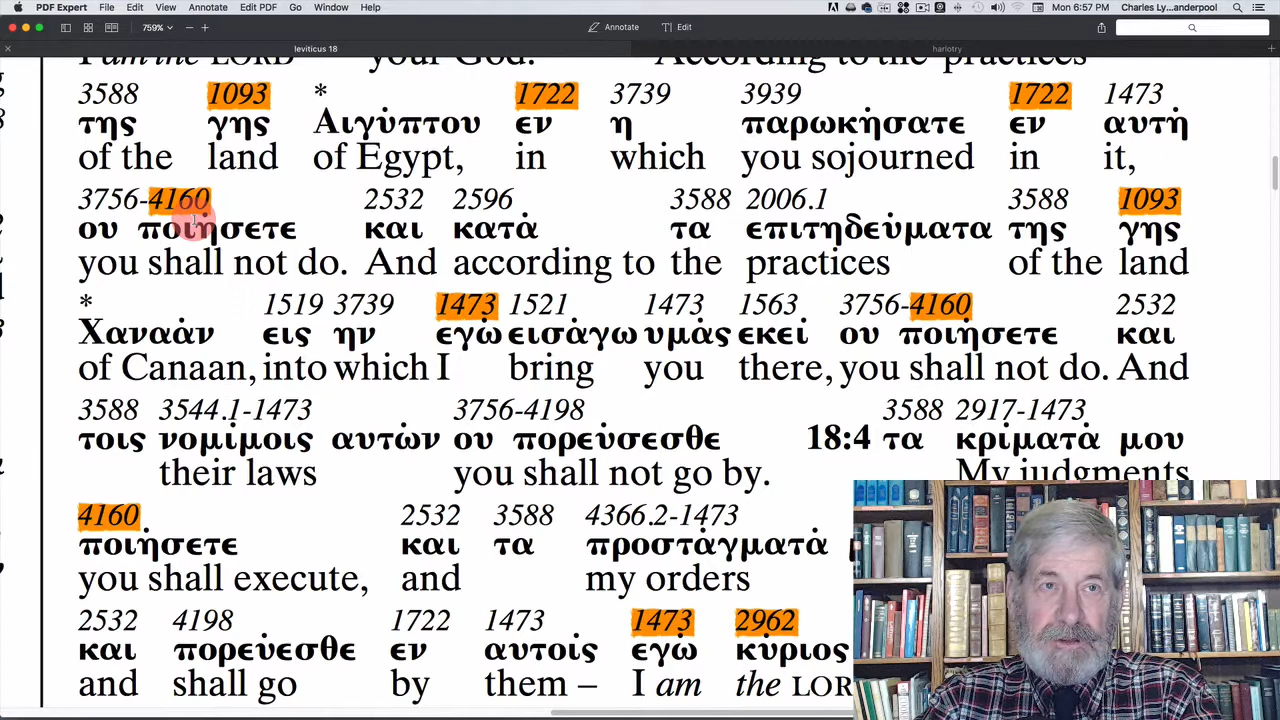 PDF Expert File Edit View Annotate Edit PDF Go Window Help Mon 6:57 PM Charles Ly...anderpool
759% Annotate Edit
leviticus 18 harlotry
I am the LORD your God. According to the practices
3588 1093 * 1722 3739 3939 1722 1473
της γης Αιγύπτου εν η παρωκήσατε εν αυτή
of the land of Egypt, in which you sojourned in it,
3756-4160 2532 2596 3588 2006.1 3588 1093
ου ποιήσετε και κατά τα επιτηδεύματα της γης
you shall not do. And according to the practices of the land
* 1519 3739 1473 1521 1473 1563 3756-4160 2532
Χαναάν εις ην εγώ εισάγω υμάς εκεί ου ποιήσετε και
of Canaan, into which I bring you there, you shall not do. And
3588 3544.1-1473 3756-4198 3588 2917-1473
τοις νομίμοις αυτών ου πορεύσεσθε 18:4 τα κρίματά μου
their laws you shall not go by. My judgments
4160 2532 3588 4366.2-1473
ποιήσετε και τα προστάγματά
you shall execute, and my orders
2532 4198 1722 1473 1473 2962
και πορεύεσθε εν αυτοίς εγώ κύριος
and shall go by them – I am the LOR